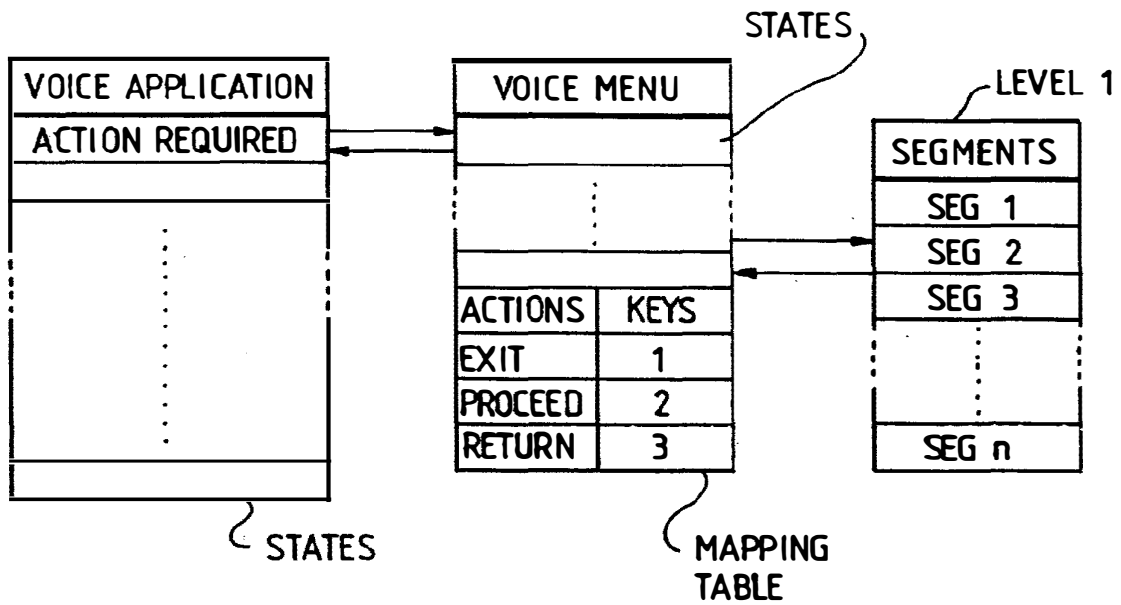 STATES
VOICE APPLICATION
ACTION REQUIRED
VOICE MENU
LEVEL 1
SEGMENTS
SEG 1
SEG 2
SEG 3
SEG n
ACTIONS KEYS
EXIT 1
PROCEED 2
RETURN 3
STATES
MAPPING
TABLE